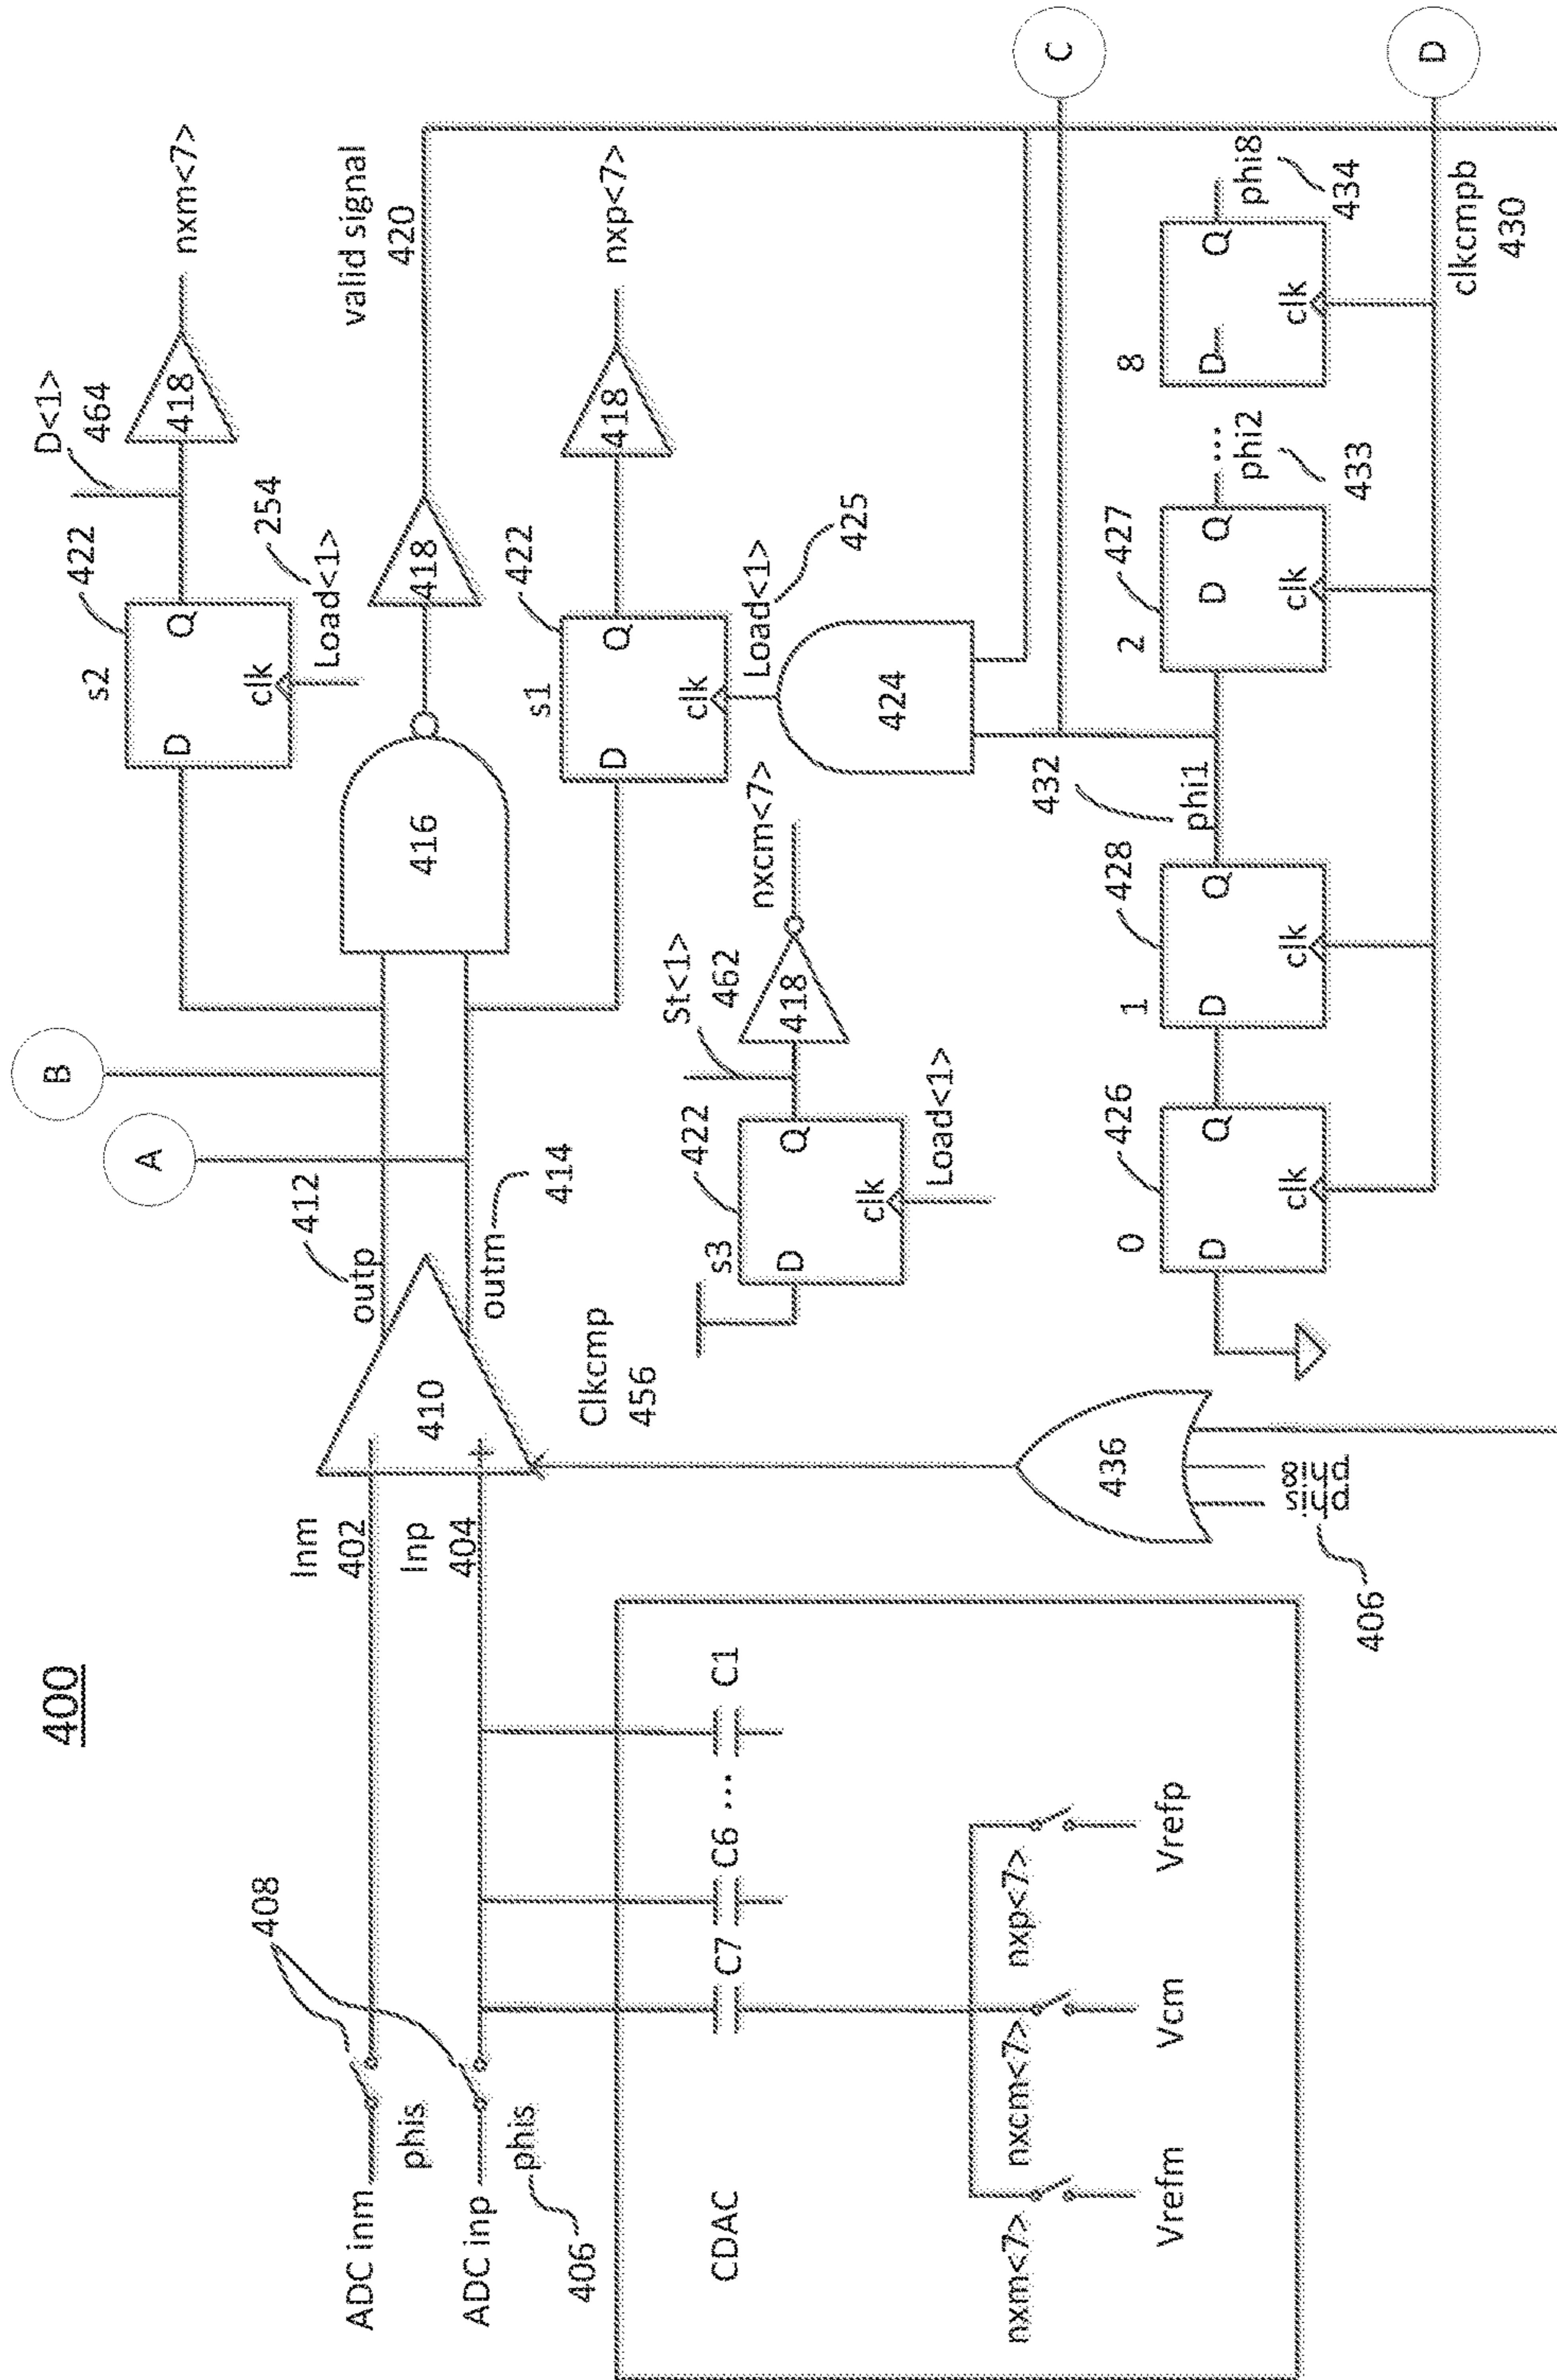 400
ADC inm
phis
408
ADC inp
phis
406
Inm
402
Inp
404
410
outp
412
outm
414
A
B
416
418
valid signal
420
s2
422
D
Q
clk
Load<1>
254
D<1>
464
418
nxm<7>
s1
422
D
Q
clk
Load<1>
425
418
nxp<7>
424
Clkcmp
456
s3
422
D
Q
clk
Load<1>
St<1>
462
418
nxcm<7>
CDAC
C7
C6
...
C1
nxm<7>
nxcm<7>
nxp<7>
Vrefm
Vcm
Vrefp
436
phis
phi8
406
0
426
D
Q
clk
1
428
D
Q
clk
phi1
432
2
427
D
Q
clk
...
phi2
433
8
D
Q
clk
phi8
434
clkcmpb
430
C
D